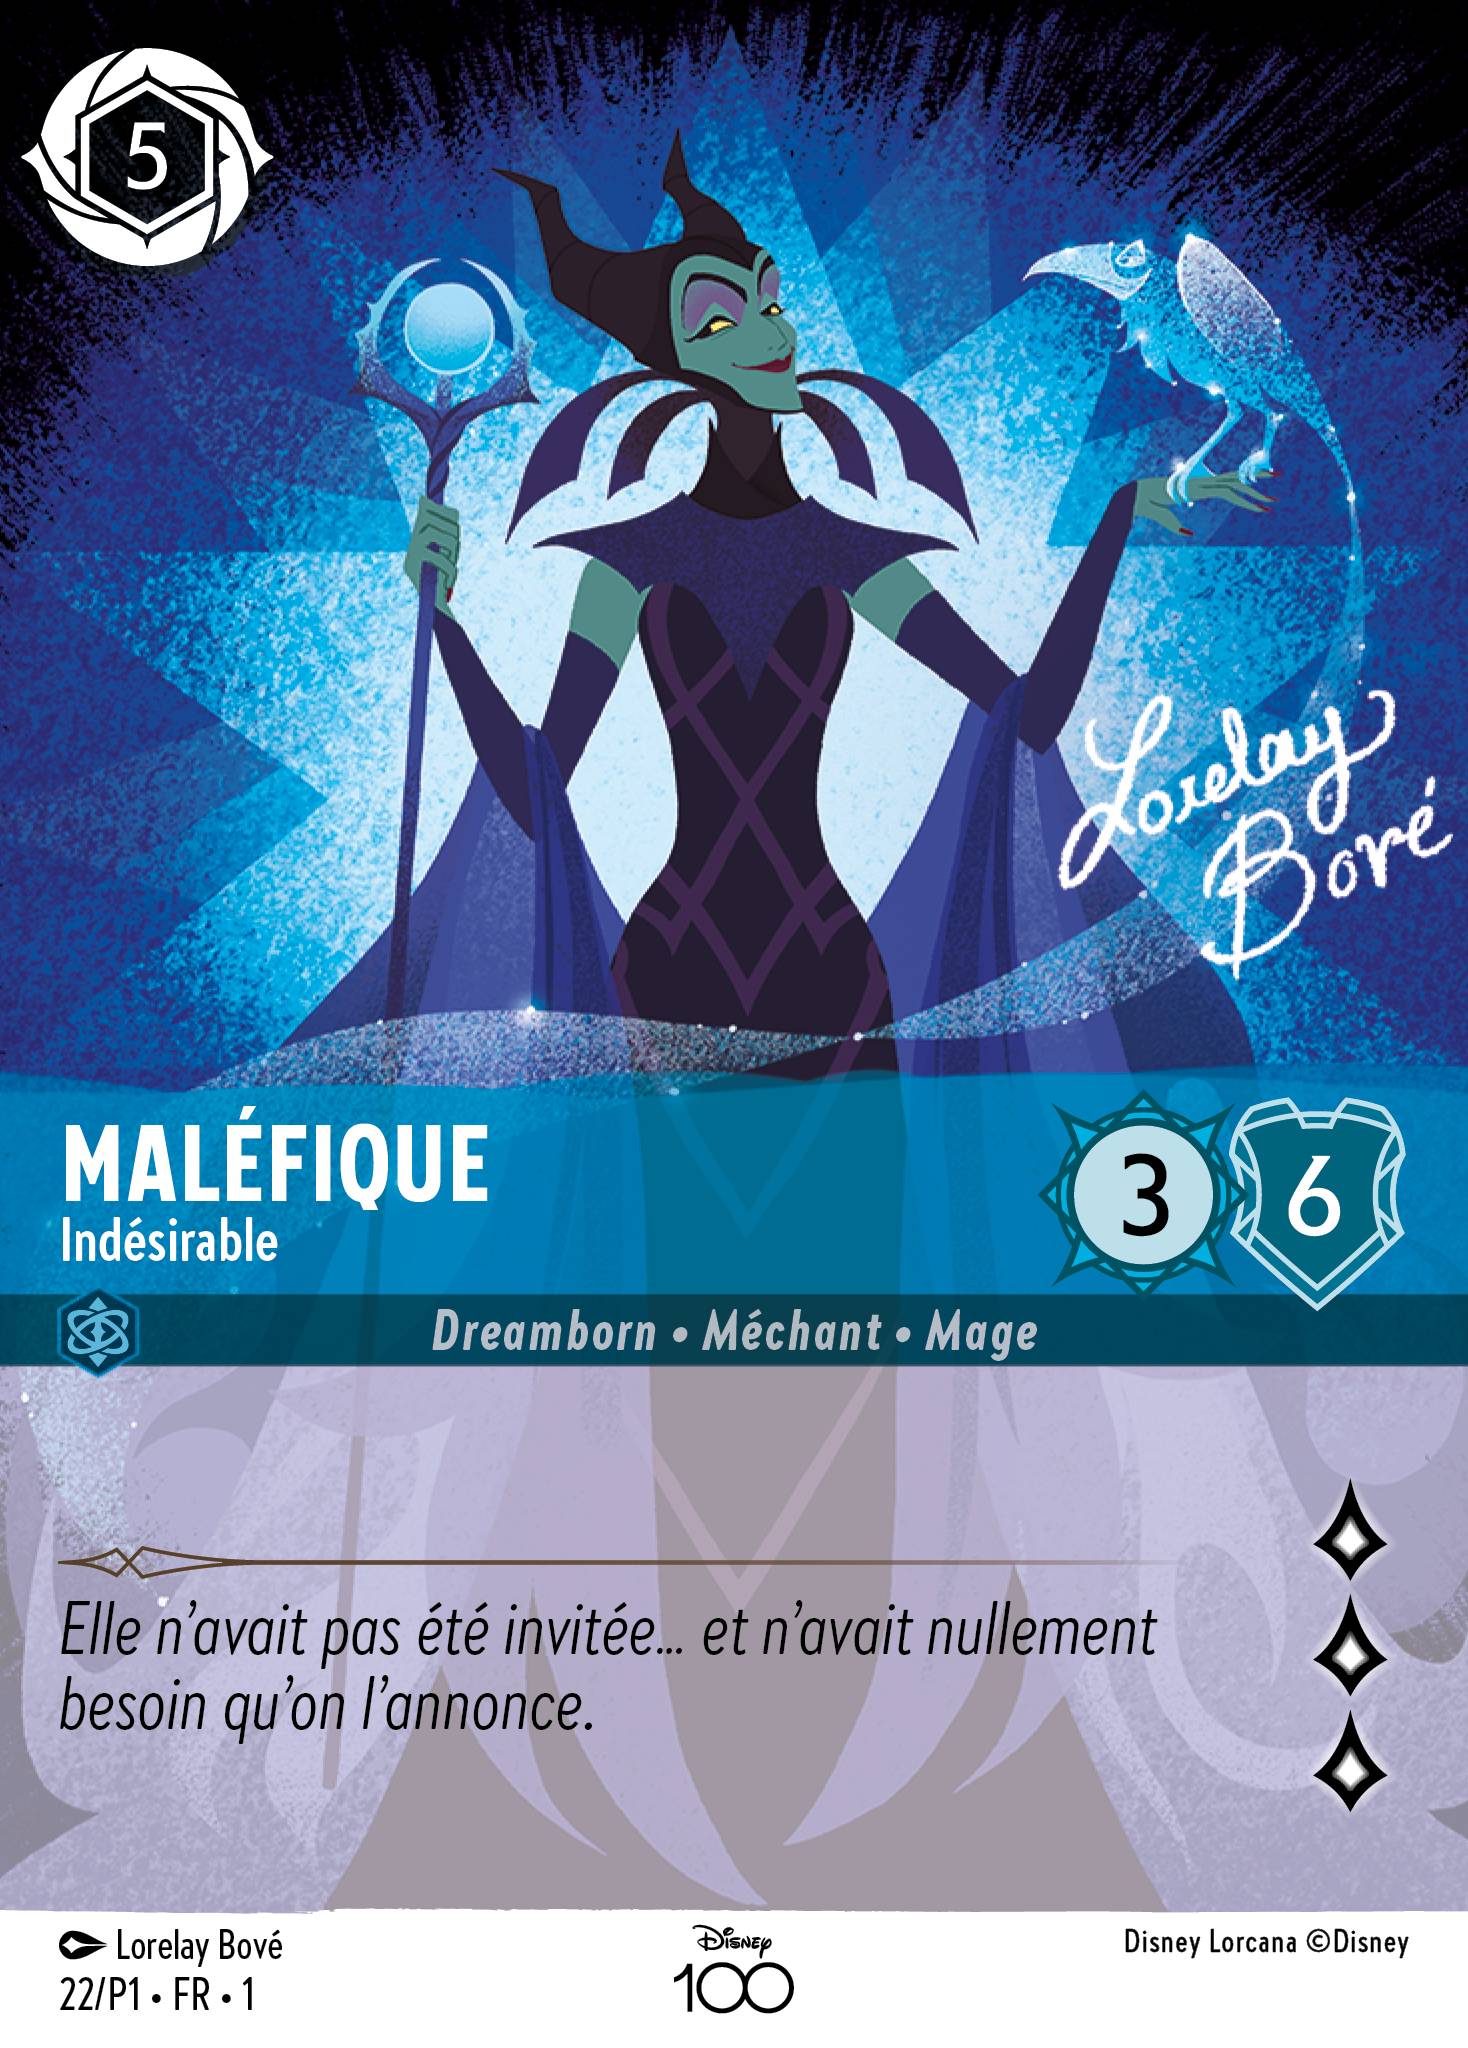 5
Lorelay
Bové
MALÉFIQUE
Indésirable
3 6
Dreamborn • Méchant • Mage
Elle n’avait pas été invitée... et n’avait nullement
besoin qu’on l’annonce.
Lorelay Bové
22/P1 • FR • 1
Disney
100
Disney Lorcana ©Disney